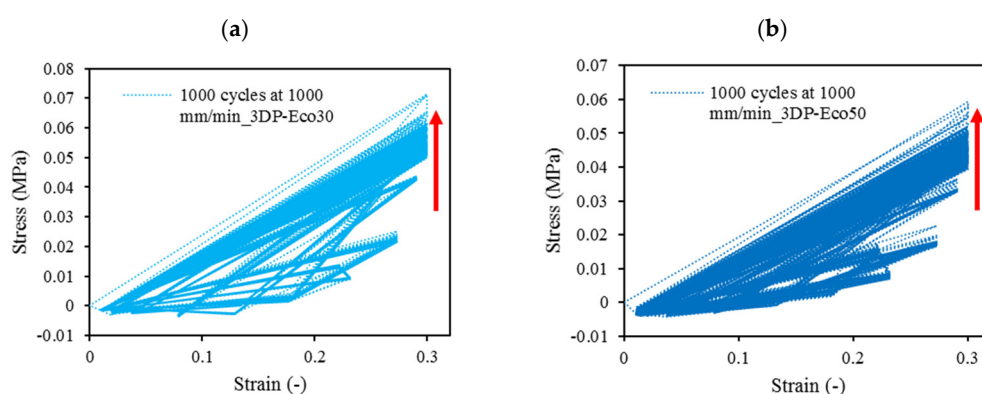 (a)
0.08
0.07
0.06
0.05
0.04
0.03
0.02
0.01
0
-0.01
Stress (MPa)
1000 cycles at 1000
mm/min_3DP-Eco30
0 0.1 0.2 0.3
Strain (-)
(b)
0.07
0.06
0.05
0.04
0.03
0.02
0.01
0
-0.01
Stress (MPa)
1000 cycles at 1000
mm/min_3DP-Eco50
0 0.1 0.2 0.3
Strain (-)